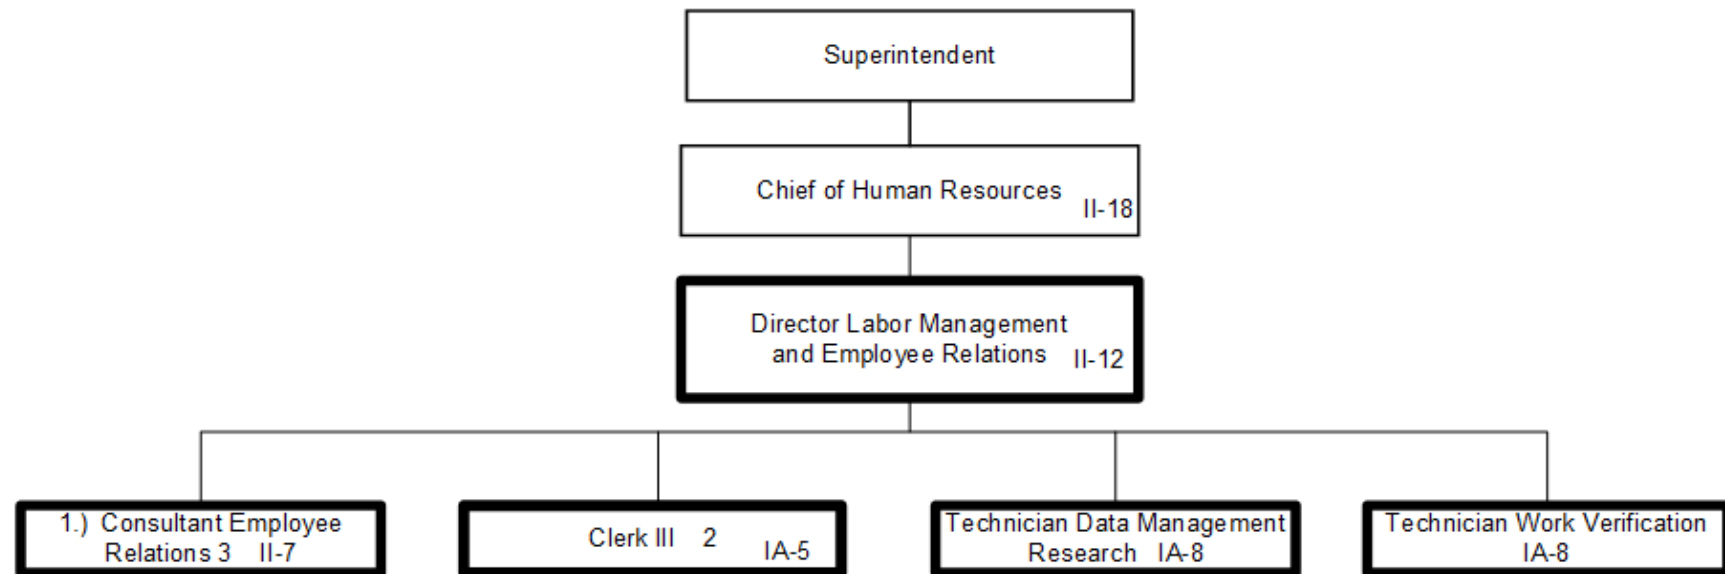 Superintendent
Chief of Human Resources II-18
Director Labor Management
and Employee Relations II-12
1.) Consultant Employee
Relations 3 II-7
Clerk III 2 IA-5
Technician Data Management
Research IA-8
Technician Work Verification
IA-8